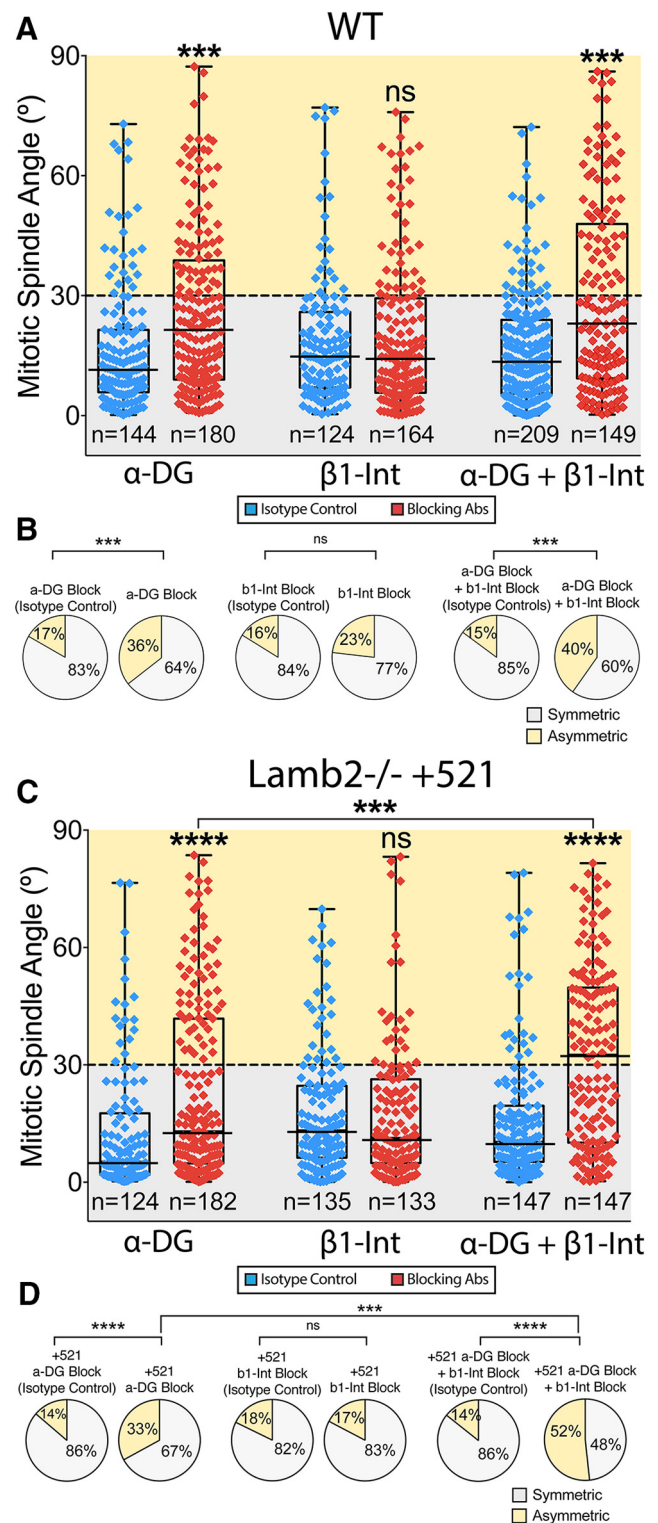 A
WT
Mitotic Spindle Angle (º)
90
60
30
0
***
ns
***
n=144 n=180 n=124 n=164 n=209 n=149
α-DG β1-Int α-DG + β1-Int
Isotype Control Blocking Abs
B
*** ns ***
a-DG Block
(Isotype Control)
a-DG Block
b1-Int Block
(Isotype Control)
b1-Int Block
a-DG Block
+ b1-Int Block
(Isotype Controls)
a-DG Block
+ b1-Int Block
17% 83%
36% 64%
16% 84%
23% 77%
15% 85%
40% 60%
Symmetric
Asymmetric
C
Lamb2-/- +521
***
Mitotic Spindle Angle (º)
90
60
30
0
****
ns
****
n=124 n=182 n=135 n=133 n=147 n=147
α-DG β1-Int α-DG + β1-Int
Isotype Control Blocking Abs
D
***
**** ns ****
+521
a-DG Block
(Isotype Control)
+521
a-DG Block
+521
b1-Int Block
(Isotype Control)
+521
b1-Int Block
+521 a-DG Block
+ b1-Int Block
(Isotype Control)
+521 a-DG Block
+ b1-Int Block
14% 86%
33% 67%
18% 82%
17% 83%
14% 86%
52% 48%
Symmetric
Asymmetric